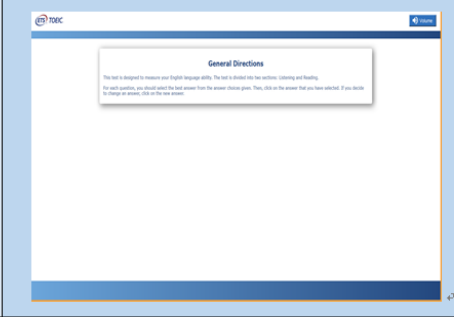 ETS TOEIC
Volume
General Directions
This test is designed to measure your English language ability. The test is divided into two sections: Listening and Reading.
For each question, you should select the best answer from the answer choices given. Then, click on the answer that you have selected. If you decide
to change an answer, click on the new answer.